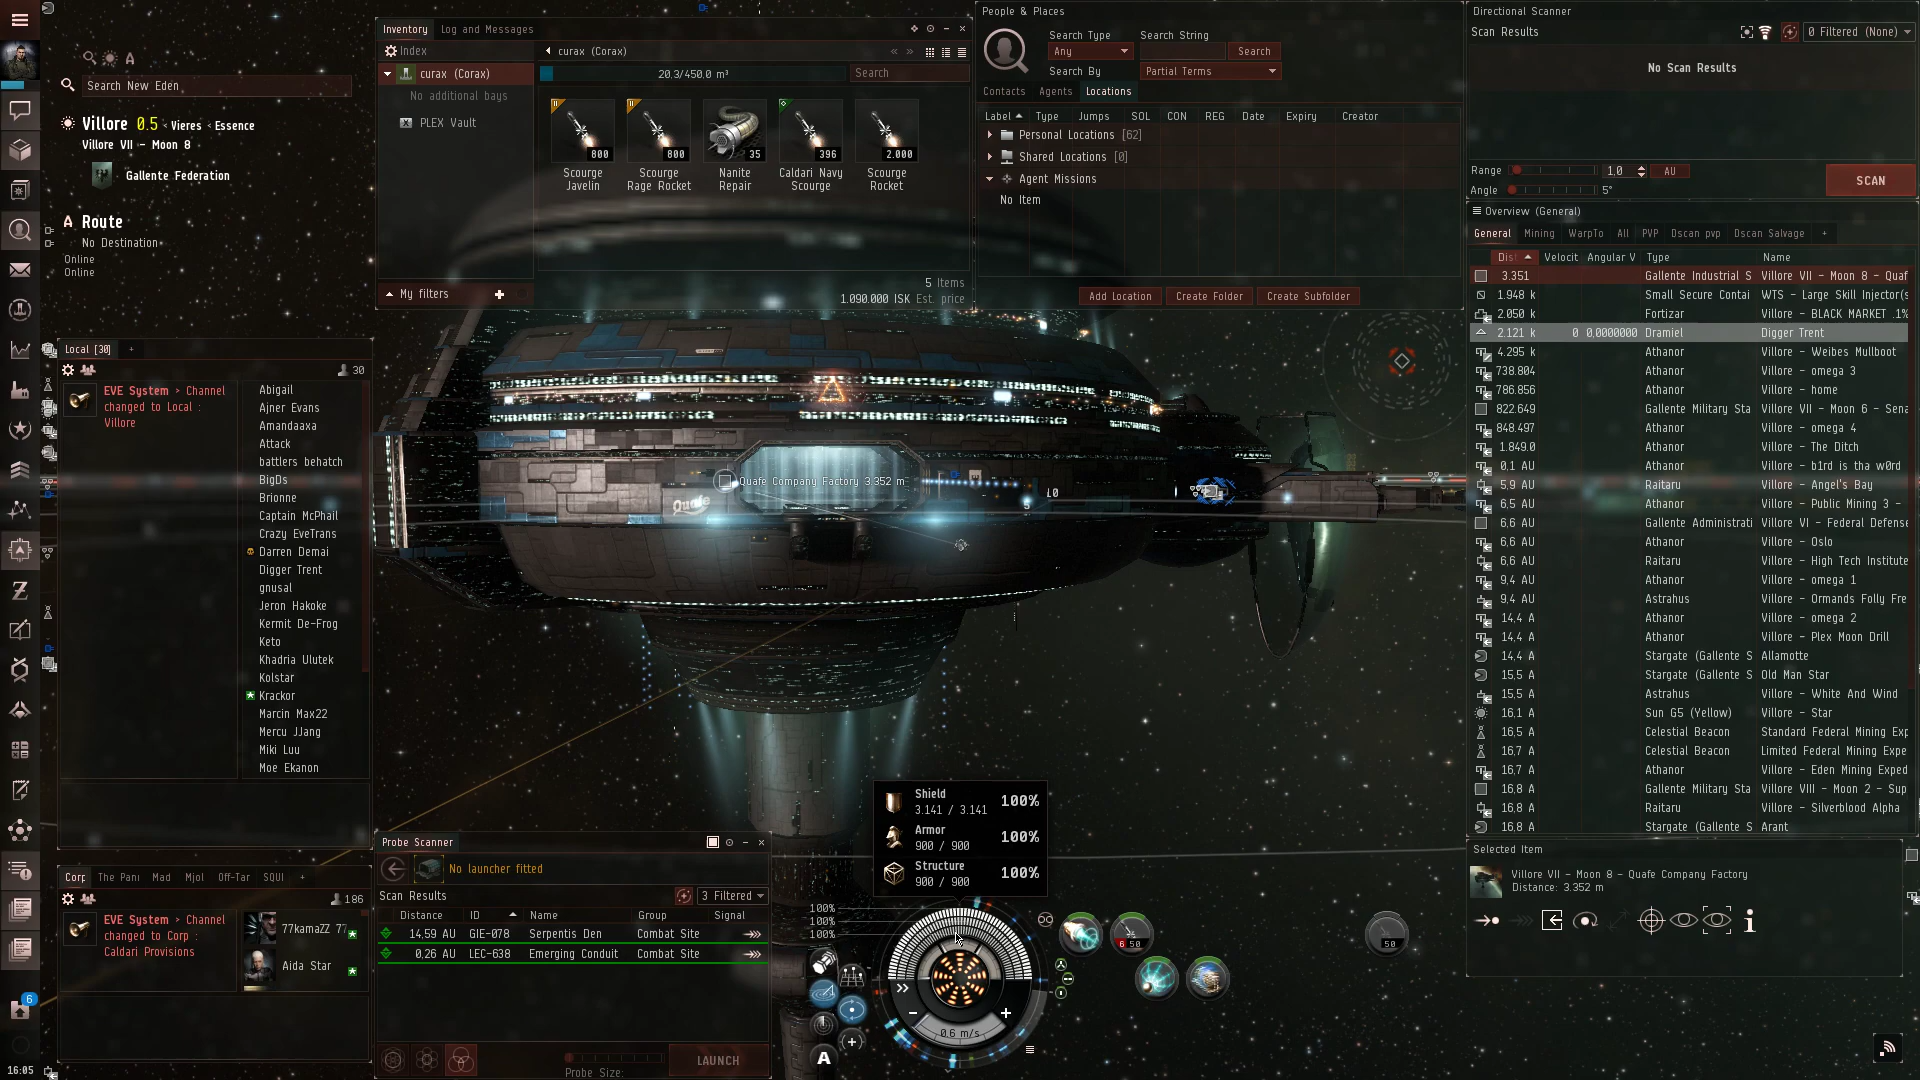 Search New Eden
Villore 0.5 ‹ Vieres ‹ Essence
Villore VII – Moon 8
Gallente Federation
A Route
No Destination
Online
Online
Inventory Log and Messages
Index
curax (Corax)
No additional bays
PLEX Vault
My filters
curax (Corax)
20.3/450.0 m³ Search
800 800 35 396 2.000
Scourge Javelin
Scourge Rage Rocket
Nanite Repair
Caldari Navy Scourge
Scourge Rocket
5 Items
1.090.000 ISK Est. price
People & Places
Search Type Search String
Any Search
Search By Partial Terms
Contacts Agents Locations
Label Type Jumps SOL CON REG Date Expiry Creator
Personal Locations [62]
Shared Locations [0]
Agent Missions
No Item
Add Location Create Folder Create Subfolder
Directional Scanner
Scan Results 0 Filtered (None)
No Scan Results
Range 1.0 AU
Angle 5°
SCAN
Overview (General)
General Mining WarpTo All PVP Dscan pvp Dscan Salvage +
Dist Velocit Angular V Type Name
3.351 Gallente Industrial S Villore VII – Moon 8 – Quaf
1.948 k Small Secure Contai WTS – Large Skill Injector(s
2.050 k Fortizar Villore – BLACK MARKET .1%
2.121 k 0 0,0000000 Dramiel Digger Trent
4.295 k Athanor Villore – Weibes Mullboot
738.804 Athanor Villore – omega 3
786.856 Athanor Villore – home
822.649 Gallente Military Sta Villore VII – Moon 6 – Sena
848.497 Athanor Villore – omega 4
1.849.0 Athanor Villore – The Ditch
0,1 AU Athanor Villore – b1rd is tha w0rd
5,9 AU Raitaru Villore – Angel's Bay
6,5 AU Athanor Villore – Public Mining 3 –
6,6 AU Gallente Administrati Villore VI – Federal Defense
6,6 AU Athanor Villore – Oslo
6,6 AU Raitaru Villore – High Tech Institute
9,4 AU Athanor Villore – omega 1
9,4 AU Astrahus Villore – Ormands Folly Fre
14,4 A Athanor Villore – omega 2
14,4 A Athanor Villore – Plex Moon Drill
14,4 A Stargate (Gallente S Allamotte
15,5 A Stargate (Gallente S Old Man Star
15,5 A Astrahus Villore – White And Wind
16,1 A Sun G5 (Yellow) Villore – Star
16,5 A Celestial Beacon Standard Federal Mining Exp
16,7 A Celestial Beacon Limited Federal Mining Expe
16,7 A Athanor Villore – Eden Mining Exped
16,8 A Gallente Military Sta Villore VIII – Moon 2 – Sup
16,8 A Raitaru Villore – Silverblood Alpha
16,8 A Stargate (Gallente S Arant
Selected Item
Villore VII – Moon 8 – Quafe Company Factory
Distance: 3.352 m
Local [30] +
30
EVE System > Channel
changed to Local :
Villore
Abigail
Ajner Evans
Amandaaxa
Attack
battlers behatch
BigDs
Brionne
Captain McPhail
Crazy EveTrans
Darren Demai
Digger Trent
gnusal
Jeron Hakoke
Kermit De-Frog
Keto
Khadria Ulutek
Kolstar
Krackor
Marcin Max22
Mercu JJang
Miki Luu
Moe Ekanon
Quafe Company Factory 3.352 m
Quafe
Corp The Pani Mad Mjol Off-Tar SQUI +
186
EVE System > Channel
changed to Corp :
Caldari Provisions
77kamaZZ 77
Aida Star
Probe Scanner
No launcher fitted
Scan Results 3 Filtered
Distance ID Name Group Signal
14,59 AU GIE-078 Serpentis Den Combat Site
0,26 AU LEC-638 Emerging Conduit Combat Site
Probe Size:
LAUNCH
Shield 3.141 / 3.141 100%
Armor 900 / 900 100%
Structure 900 / 900 100%
100%
100%
100%
0.6 m/s
6 50
50
A
6
16:05